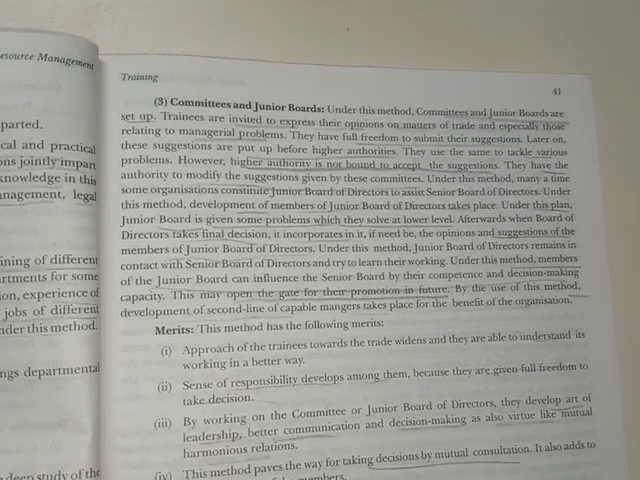 esource Management
parted.
cal and practical
ons jointly impart
knowledge in this
anagement, legal
ining of different
artments for some
ion, experience of
jobs of different
nder this method.
ngs departmental
deep study of the
Training
41
(3) Committees and Junior Boards: Under this method, Committees and Junior Boards are
set up. Trainees are invited to express their opinions on matters of trade and especially those
relating to managerial problems. They have full freedom to submit their suggestions. Later on,
these suggestions are put up before higher authorities. They use the same to tackle various
problems. However, higher authority is not bound to accept the suggestions. They have the
authority to modify the suggestions given by these committees. Under this method, many a time
some organisations constitute Junior Board of Directors to assist Senior Board of Directors. Under
this method, development of members of Junior Board of Directors takes place. Under this plan,
Junior Board is given some problems which they solve at lower level. Afterwards when Board of
Directors takes final decision, it incorporates in it, if need be, the opinions and suggestions of the
members of Junior Board of Directors. Under this method, Junior Board of Directors remains in
contact with Senior Board of Directors and try to learn their working. Under this method, members
of the Junior Board can influence the Senior Board by their competence and decision-making
capacity. This may open the gate for their promotion in future. By the use of this method,
development of second-line of capable mangers takes place for the benefit of the organisation.
Merits: This method has the following merits:
(i) Approach of the trainees towards the trade widens and they are able to understand its
working in a better way.
(ii) Sense of responsibility develops among them, because they are given full freedom to
take decision.
(iii) By working on the Committee or Junior Board of Directors, they develop art of
leadership, better communication and decision-making as also virtue like mutual
harmonious relations.
(iv) This method paves the way for taking decisions by mutual consultation. It also adds to
members.